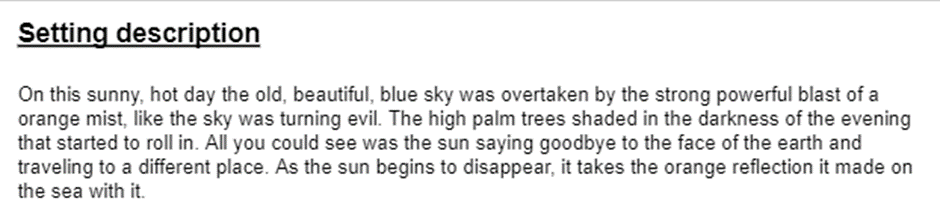 Setting description
On this sunny, hot day the old, beautiful, blue sky was overtaken by the strong powerful blast of a
orange mist, like the sky was turning evil. The high palm trees shaded in the darkness of the evening
that started to roll in. All you could see was the sun saying goodbye to the face of the earth and
traveling to a different place. As the sun begins to disappear, it takes the orange reflection it made on
the sea with it.